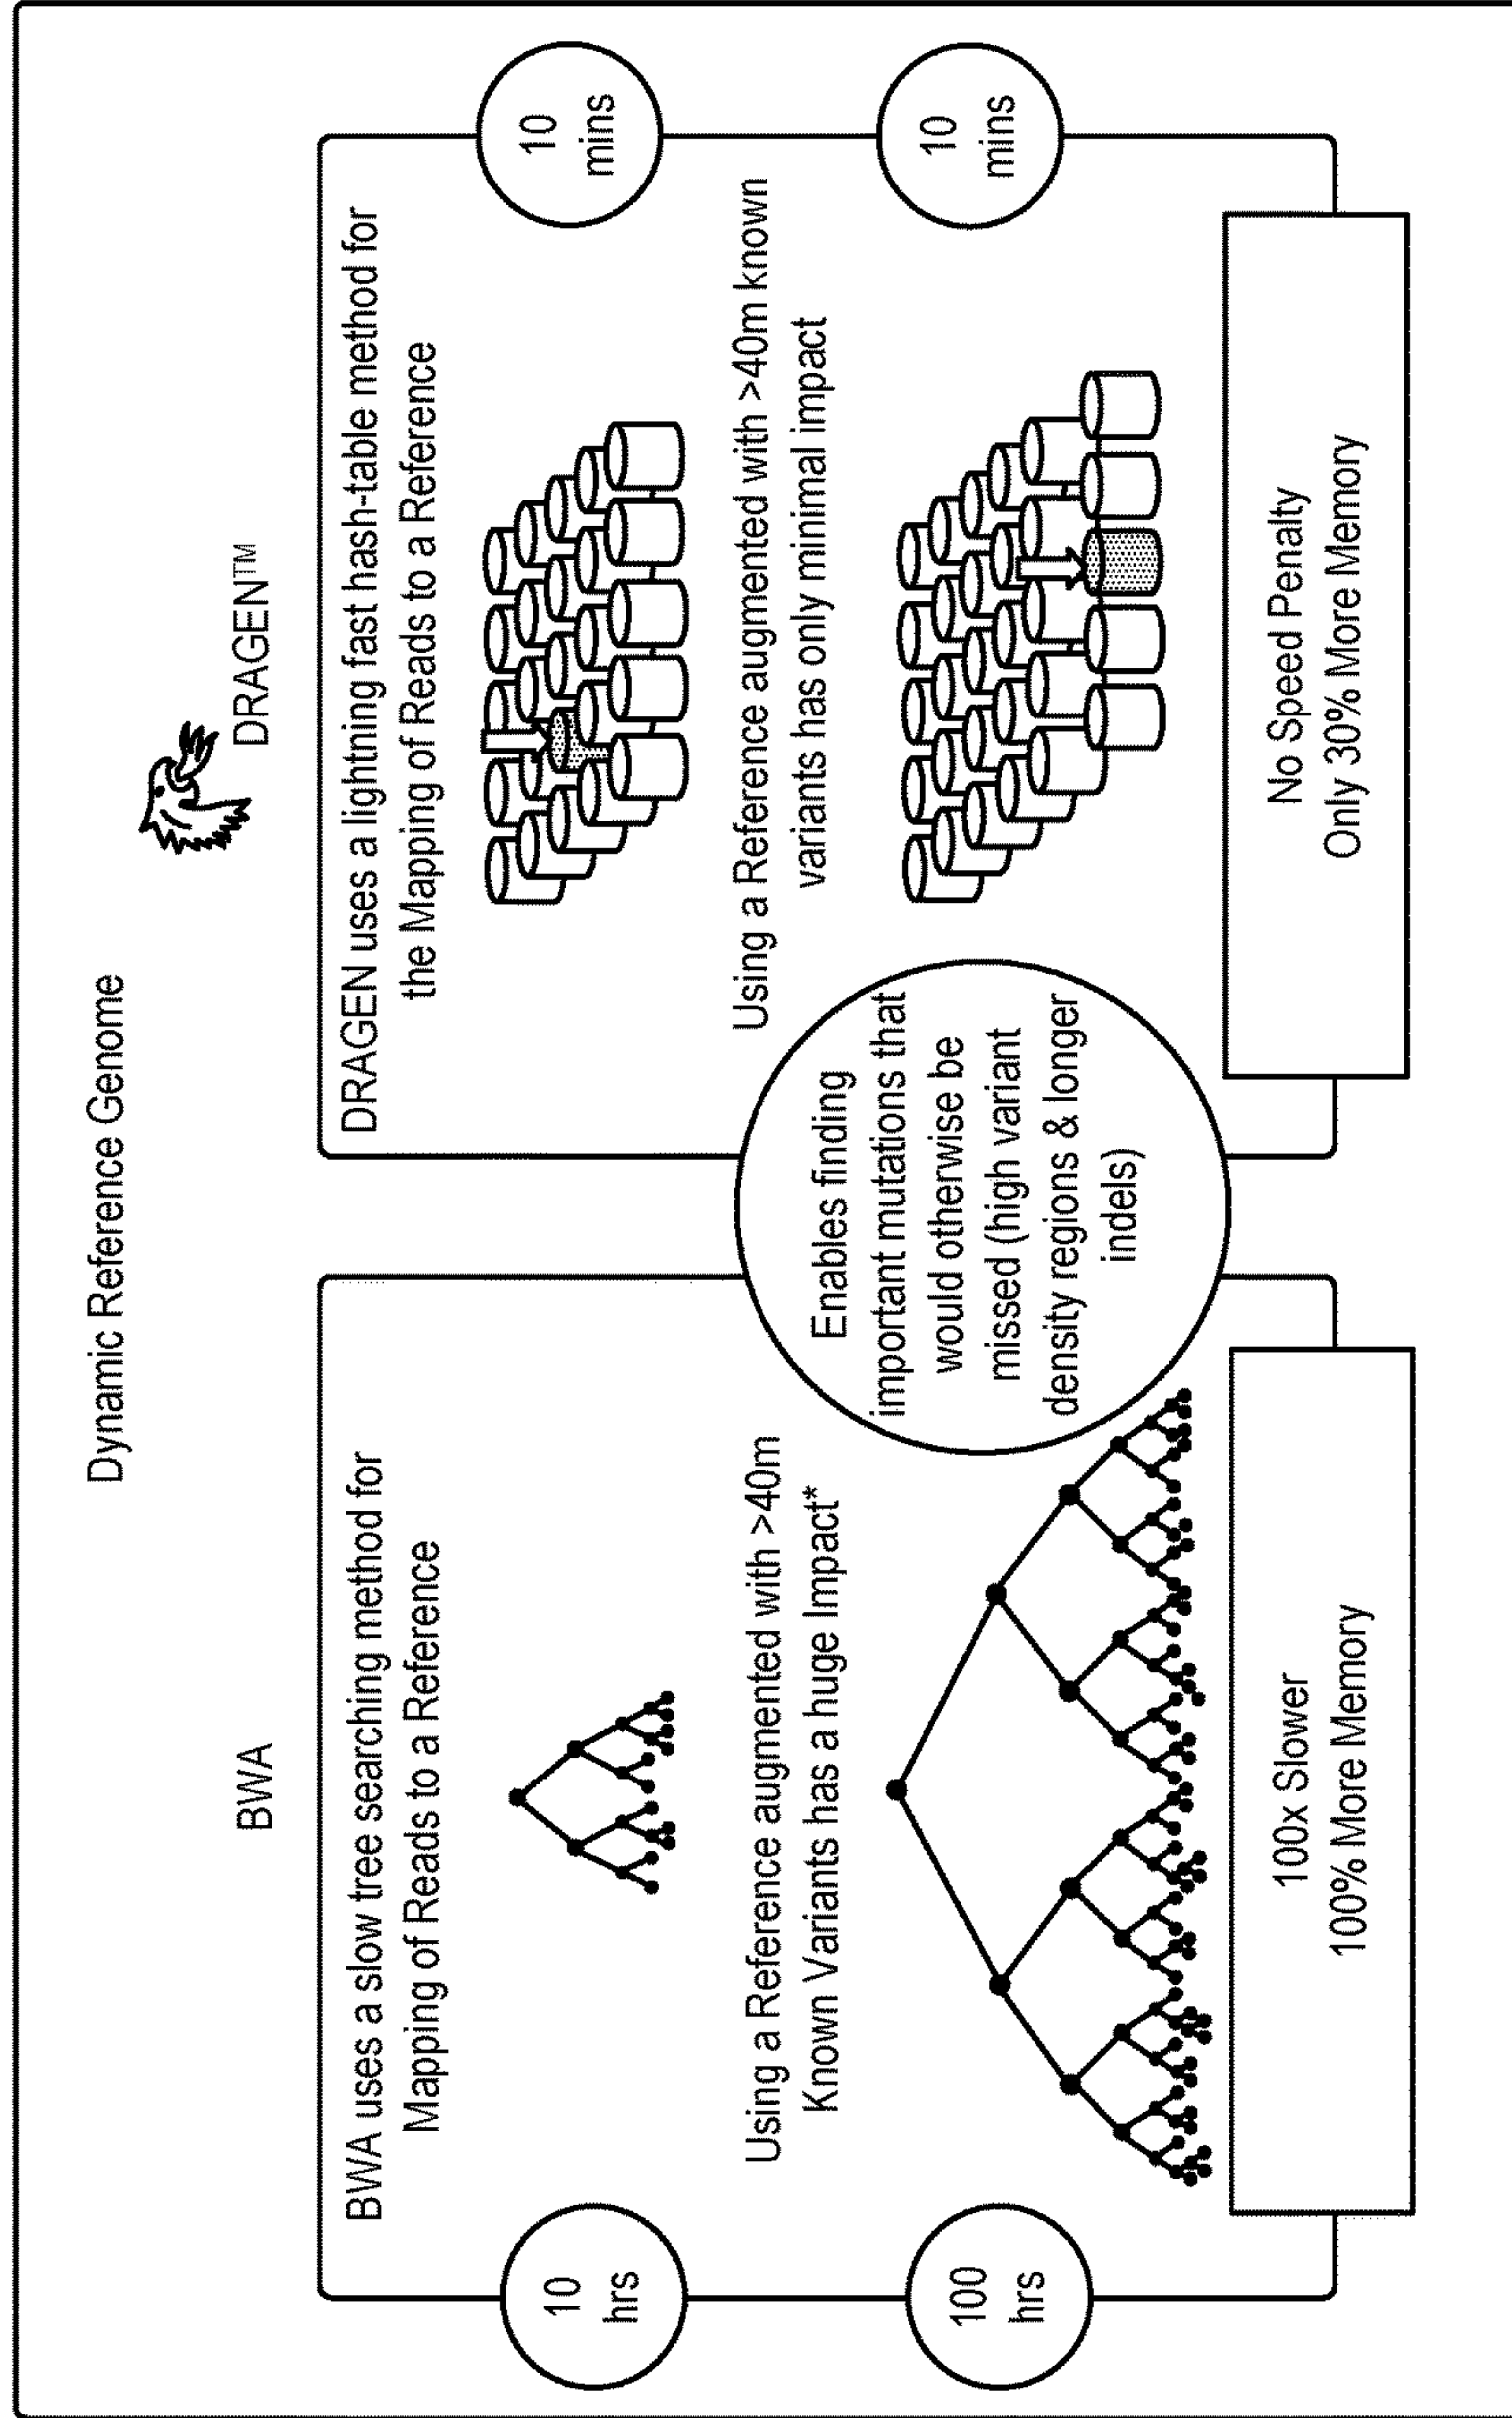 Dynamic Reference Genome
BWA
BWA uses a slow tree searching method for
Mapping of Reads to a Reference
10
hrs
Using a Reference augmented with >40m
Known Variants has a huge Impact*
100
hrs
100x Slower
100% More Memory
Enables finding
important mutations that
would otherwise be
missed (high variant
density regions & longer
indels)
DRAGEN™
DRAGEN uses a lightning fast hash-table method for
the Mapping of Reads to a Reference
10
mins
Using a Reference augmented with >40m known
variants has only minimal impact
10
mins
No Speed Penalty
Only 30% More Memory